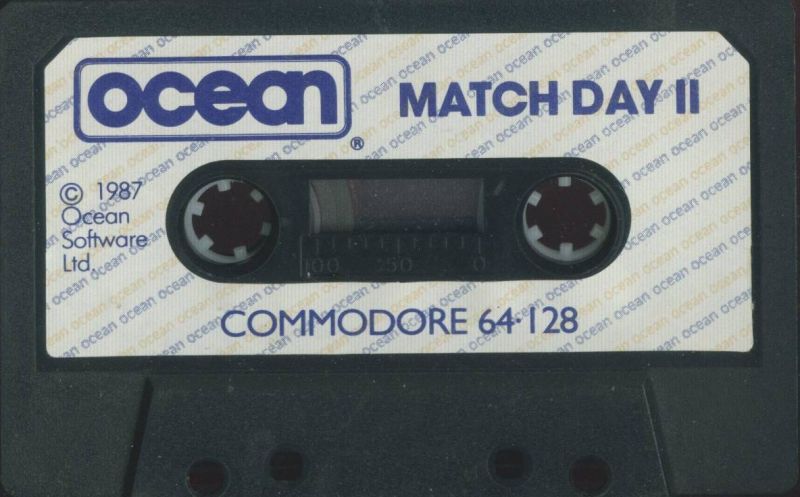 ocean
®
MATCH DAY II
© 1987
Ocean
Software
Ltd.
100 50 0
COMMODORE 64·128